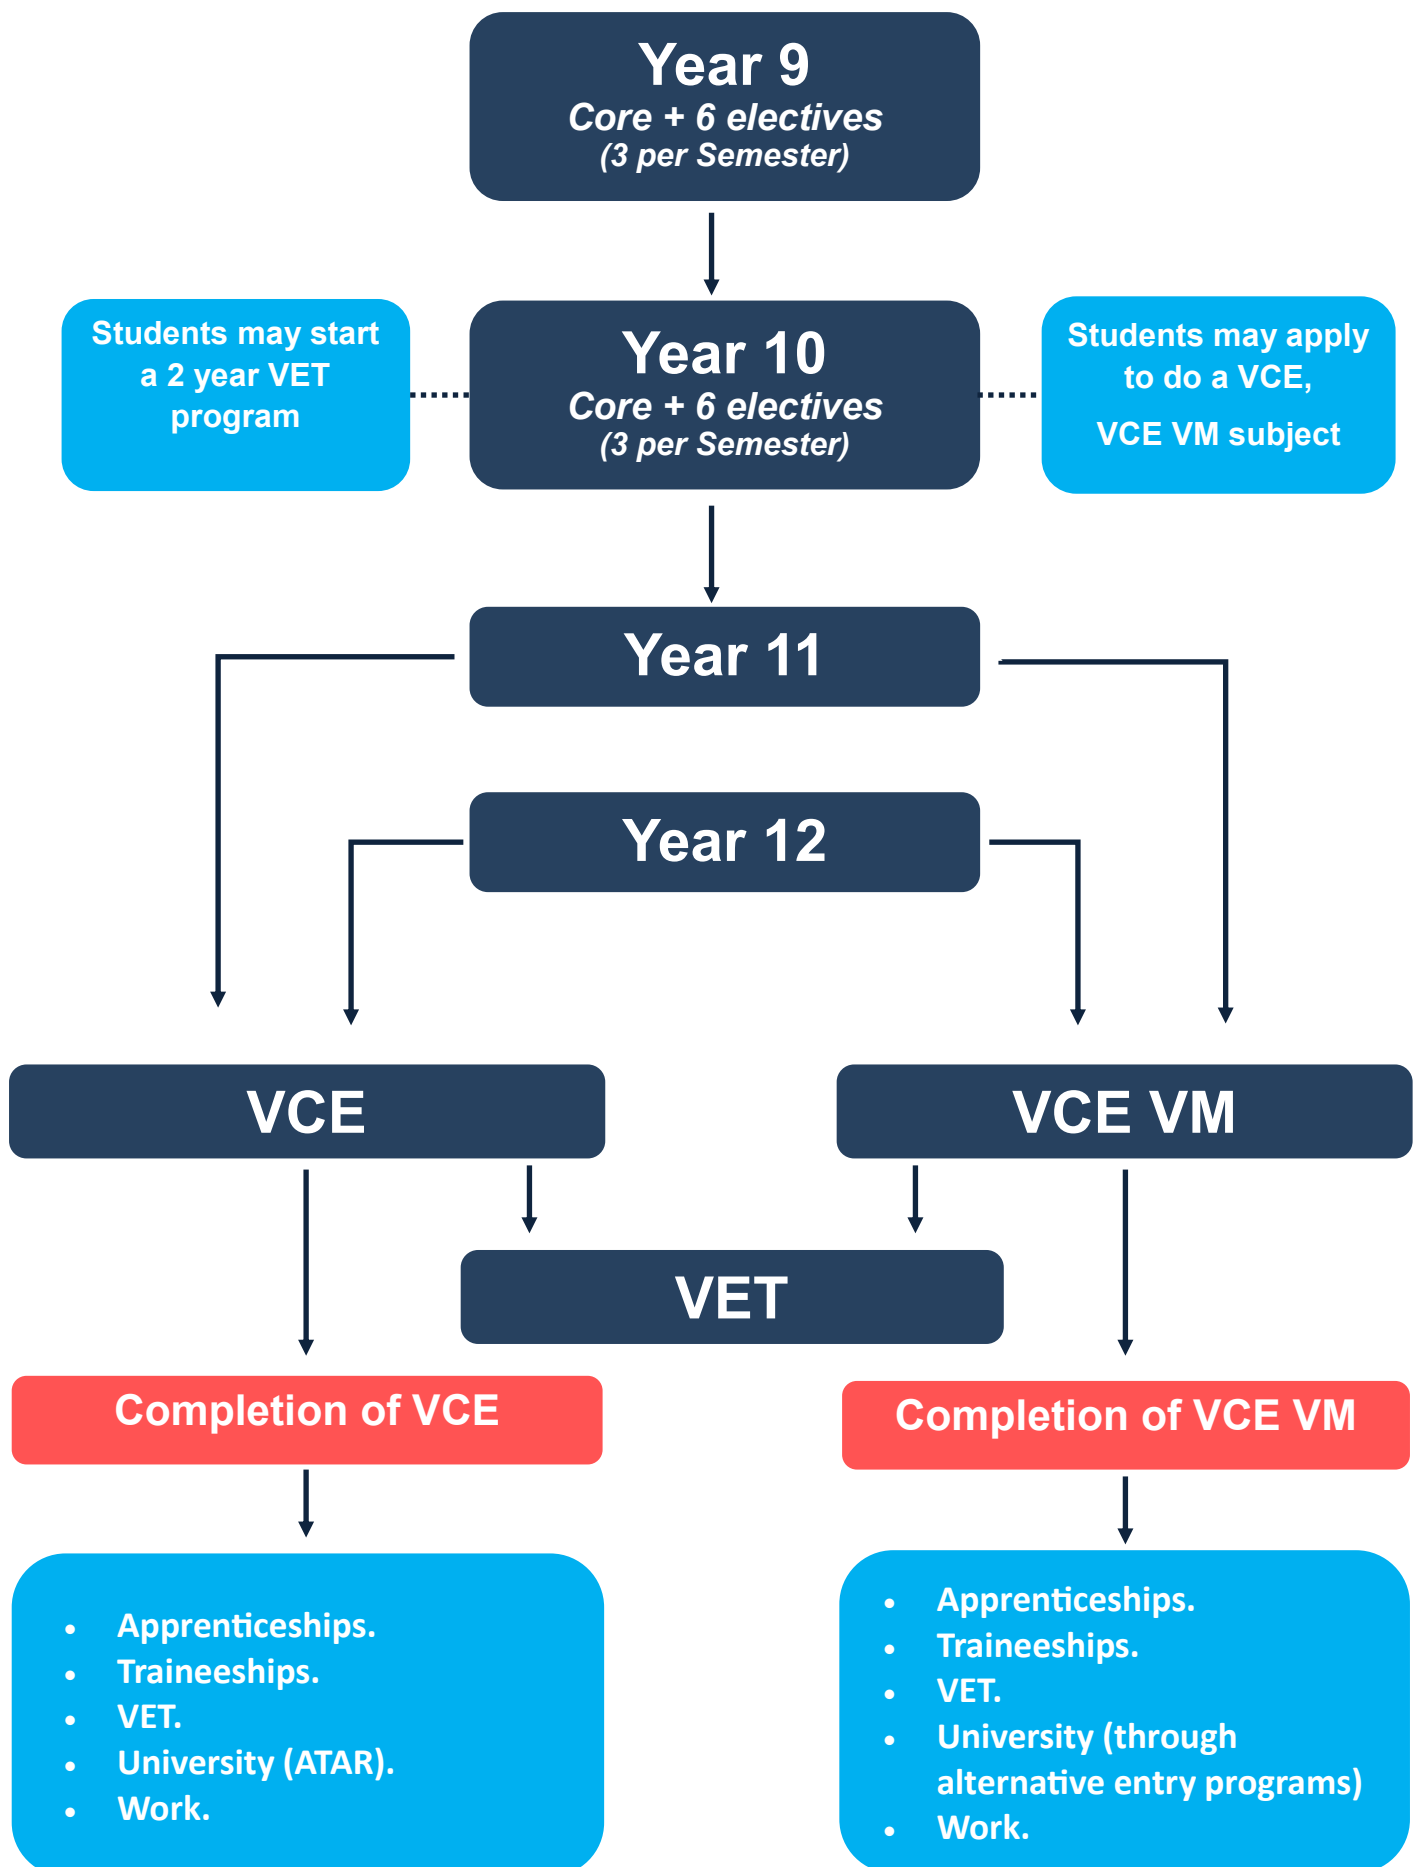 Year 9
Core + 6 electives
(3 per Semester)
Students may start
a 2 year VET
program
Year 10
Core + 6 electives
(3 per Semester)
Students may apply
to do a VCE,
VCE VM subject
Year 11
Year 12
VCE
VCE VM
VET
Completion of VCE
Completion of VCE VM
• Apprenticeships.
• Traineeships.
• VET.
• University (ATAR).
• Work.
• Apprenticeships.
• Traineeships.
• VET.
• University (through
alternative entry programs)
• Work.